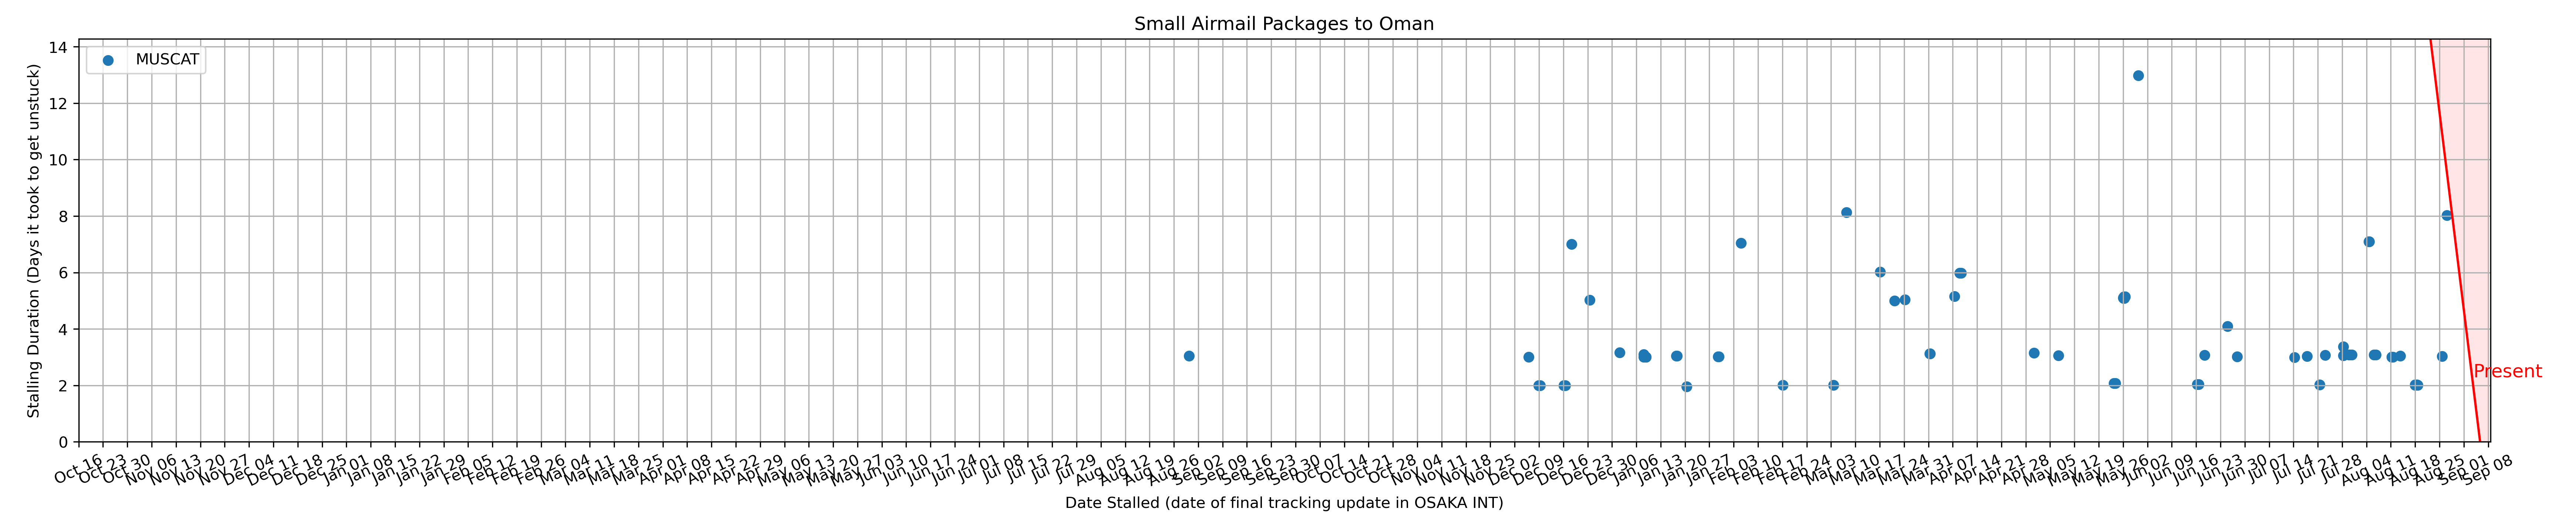 Small Airmail Packages to Oman
MUSCAT
Stalling Duration (Days it took to get unstuck)
14
12
10
8
6
4
2
0
Present
Oct 16 Oct 23 Oct 30 Nov 06 Nov 13 Nov 20 Nov 27 Dec 04 Dec 11 Dec 18 Dec 25 Jan 01 Jan 08 Jan 15 Jan 22 Jan 29 Feb 05 Feb 12 Feb 19 Feb 26 Mar 04 Mar 11 Mar 18 Mar 25 Apr 01 Apr 08 Apr 15 Apr 22 Apr 29 May 06 May 13 May 20 May 27 Jun 03 Jun 10 Jun 17 Jun 24 Jul 01 Jul 08 Jul 15 Jul 22 Jul 29 Aug 05 Aug 12 Aug 19 Aug 26 Sep 02 Sep 09 Sep 16 Sep 23 Sep 30 Oct 07 Oct 14 Oct 21 Oct 28 Nov 04 Nov 11 Nov 18 Nov 25 Dec 02 Dec 09 Dec 16 Dec 23 Dec 30 Jan 06 Jan 13 Jan 20 Jan 27 Feb 03 Feb 10 Feb 17 Feb 24 Mar 03 Mar 10 Mar 17 Mar 24 Mar 31 Apr 07 Apr 14 Apr 21 Apr 28 May 05 May 12 May 19 May 26 Jun 02 Jun 09 Jun 16 Jun 23 Jun 30 Jul 07 Jul 14 Jul 21 Jul 28 Aug 04 Aug 11 Aug 18 Aug 25 Sep 01 Sep 08
Date Stalled (date of final tracking update in OSAKA INT)